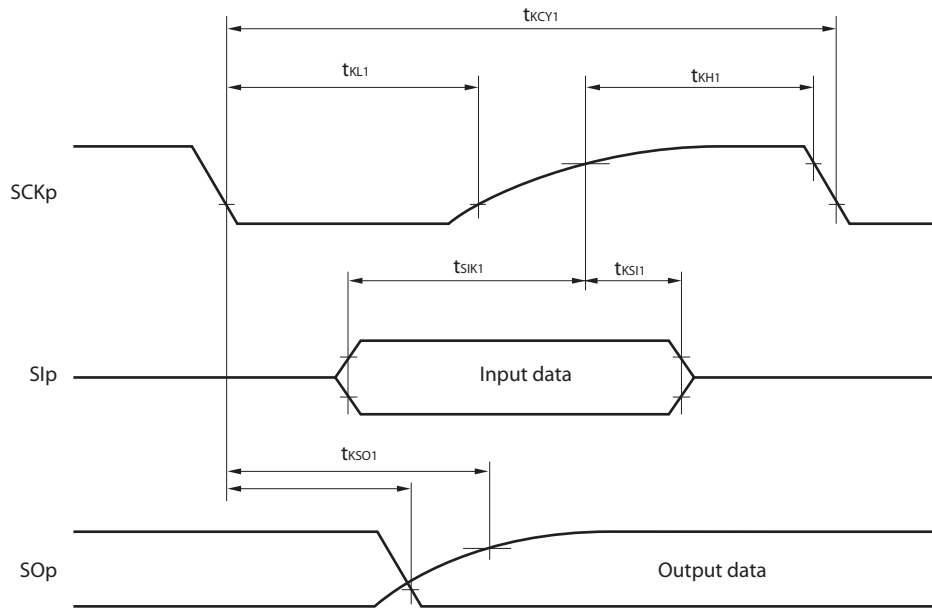 tKCY1
tKL1
tKH1
SCKp
tSIK1
tKSI1
SIp
Input data
tKSO1
SOp
Output data